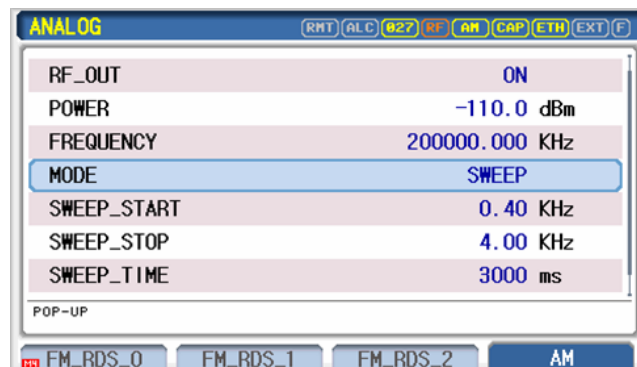 ANALOG RMT ALC 027 RF AM CAP ETH EXT F
RF_OUT ON
POWER -110.0 dBm
FREQUENCY 200000.000 KHz
MODE SWEEP
SWEEP_START 0.40 KHz
SWEEP_STOP 4.00 KHz
SWEEP_TIME 3000 ms
POP-UP
M4 FM_RDS_0 FM_RDS_1 FM_RDS_2 AM